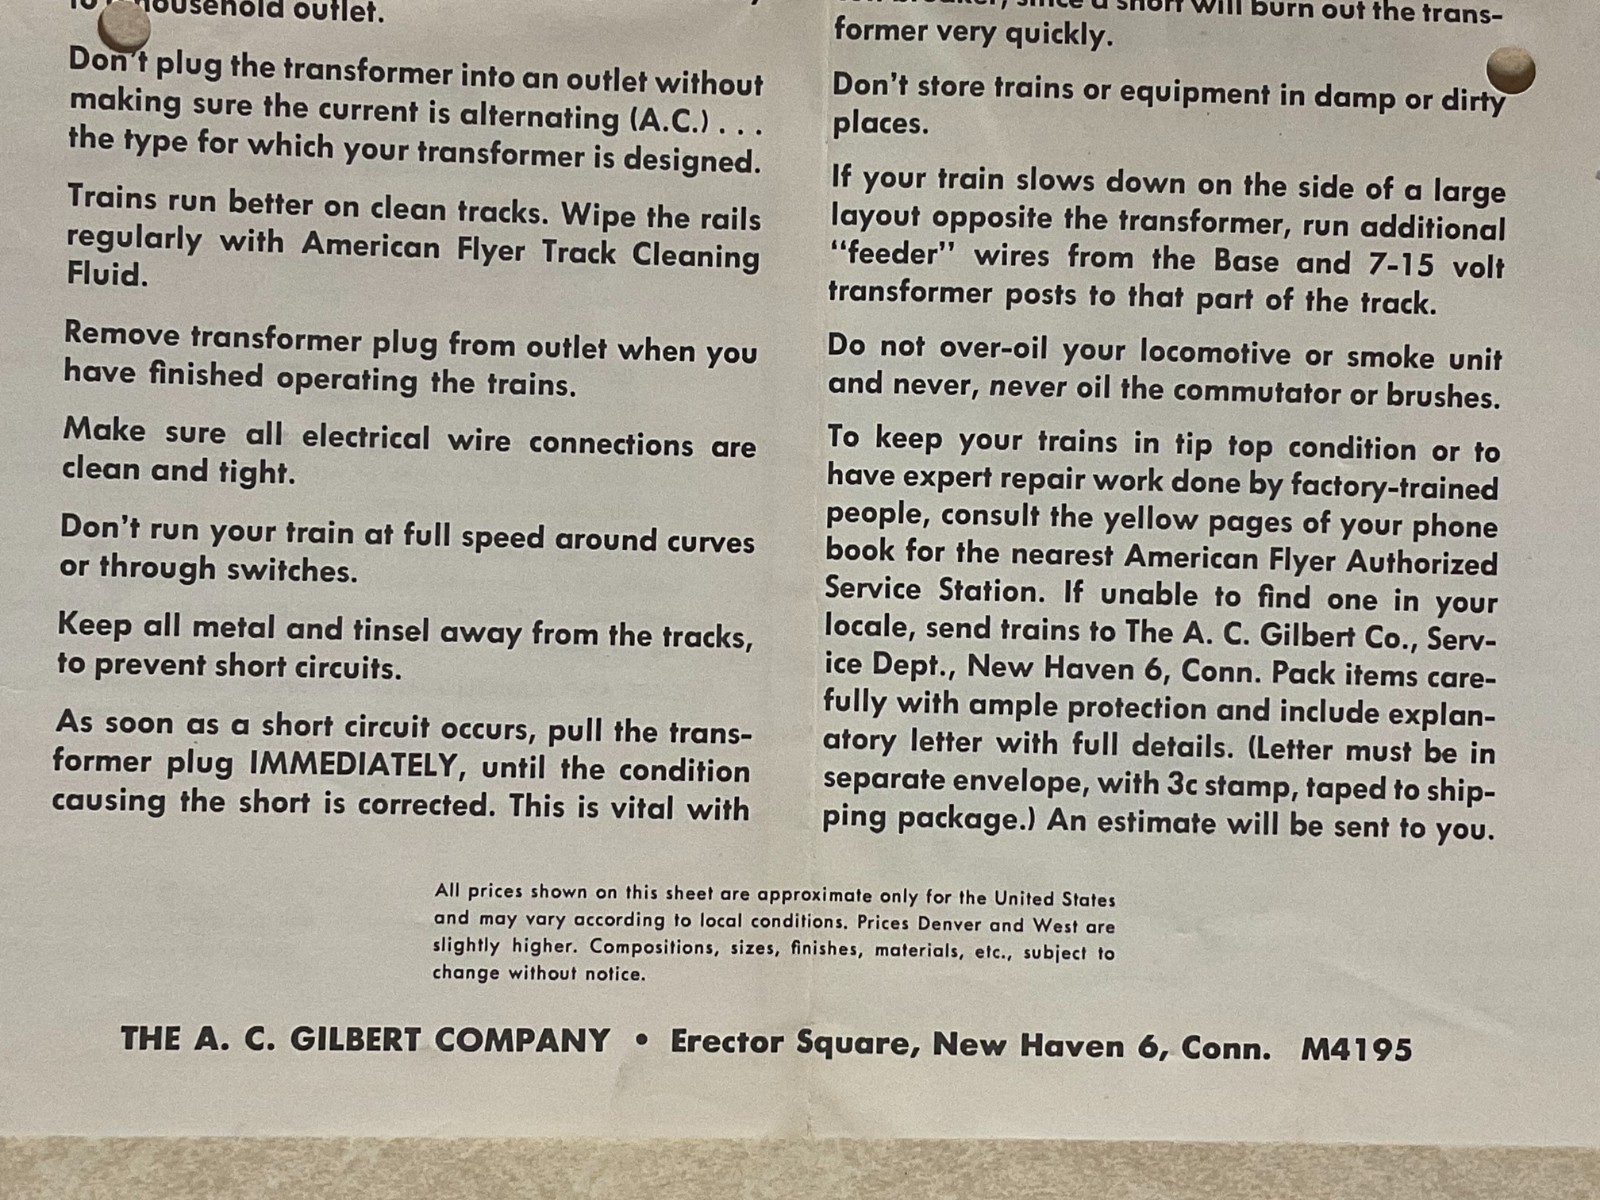 household outlet.
Don't plug the transformer into an outlet without
making sure the current is alternating (A.C.) . . .
the type for which your transformer is designed.
Trains run better on clean tracks. Wipe the rails
regularly with American Flyer Track Cleaning
Fluid.
Remove transformer plug from outlet when you
have finished operating the trains.
Make sure all electrical wire connections are
clean and tight.
Don't run your train at full speed around curves
or through switches.
Keep all metal and tinsel away from the tracks,
to prevent short circuits.
As soon as a short circuit occurs, pull the trans-
former plug IMMEDIATELY, until the condition
causing the short is corrected. This is vital with
since a short will burn out the trans-
former very quickly.
Don't store trains or equipment in damp or dirty
places.
If your train slows down on the side of a large
layout opposite the transformer, run additional
"feeder" wires from the Base and 7-15 volt
transformer posts to that part of the track.
Do not over-oil your locomotive or smoke unit
and never, never oil the commutator or brushes.
To keep your trains in tip top condition or to
have expert repair work done by factory-trained
people, consult the yellow pages of your phone
book for the nearest American Flyer Authorized
Service Station. If unable to find one in your
locale, send trains to The A. C. Gilbert Co., Serv-
ice Dept., New Haven 6, Conn. Pack items care-
fully with ample protection and include explan-
atory letter with full details. (Letter must be in
separate envelope, with 3c stamp, taped to ship-
ping package.) An estimate will be sent to you.
All prices shown on this sheet are approximate only for the United States
and may vary according to local conditions. Prices Denver and West are
slightly higher. Compositions, sizes, finishes, materials, etc., subject to
change without notice.
THE A. C. GILBERT COMPANY • Erector Square, New Haven 6, Conn. M4195